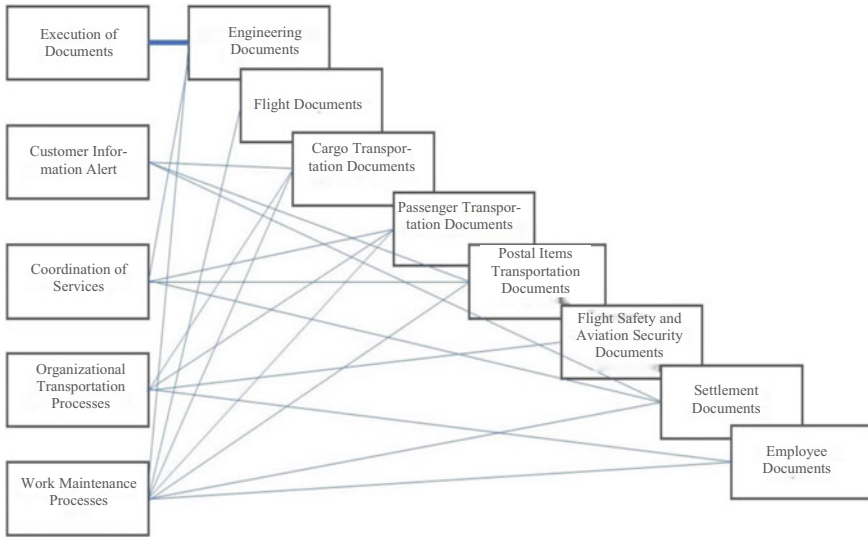 Execution of
Documents
Engineering
Documents
Flight Documents
Customer Infor-
mation Alert
Cargo Transpor-
tation Documents
Passenger Transpor-
tation Documents
Coordination of
Services
Postal Items
Transportation
Documents
Flight Safety and
Aviation Security
Documents
Organizational
Transportation
Processes
Settlement
Documents
Employee
Documents
Work Maintenance
Processes